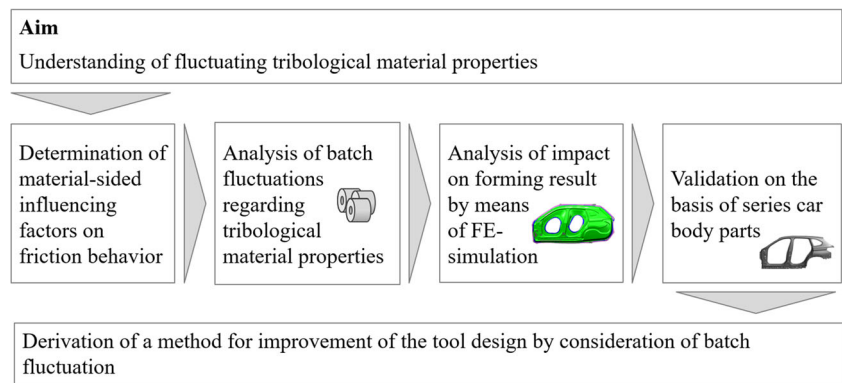 Aim
Understanding of fluctuating tribological material properties
Determination of
material-sided
influencing
factors on
friction behavior
Analysis of batch
fluctuations
regarding
tribological
material properties
Analysis of impact
on forming result
by means
of FE-
simulation
Validation on the
basis of series car
body parts
Derivation of a method for improvement of the tool design by consideration of batch
fluctuation